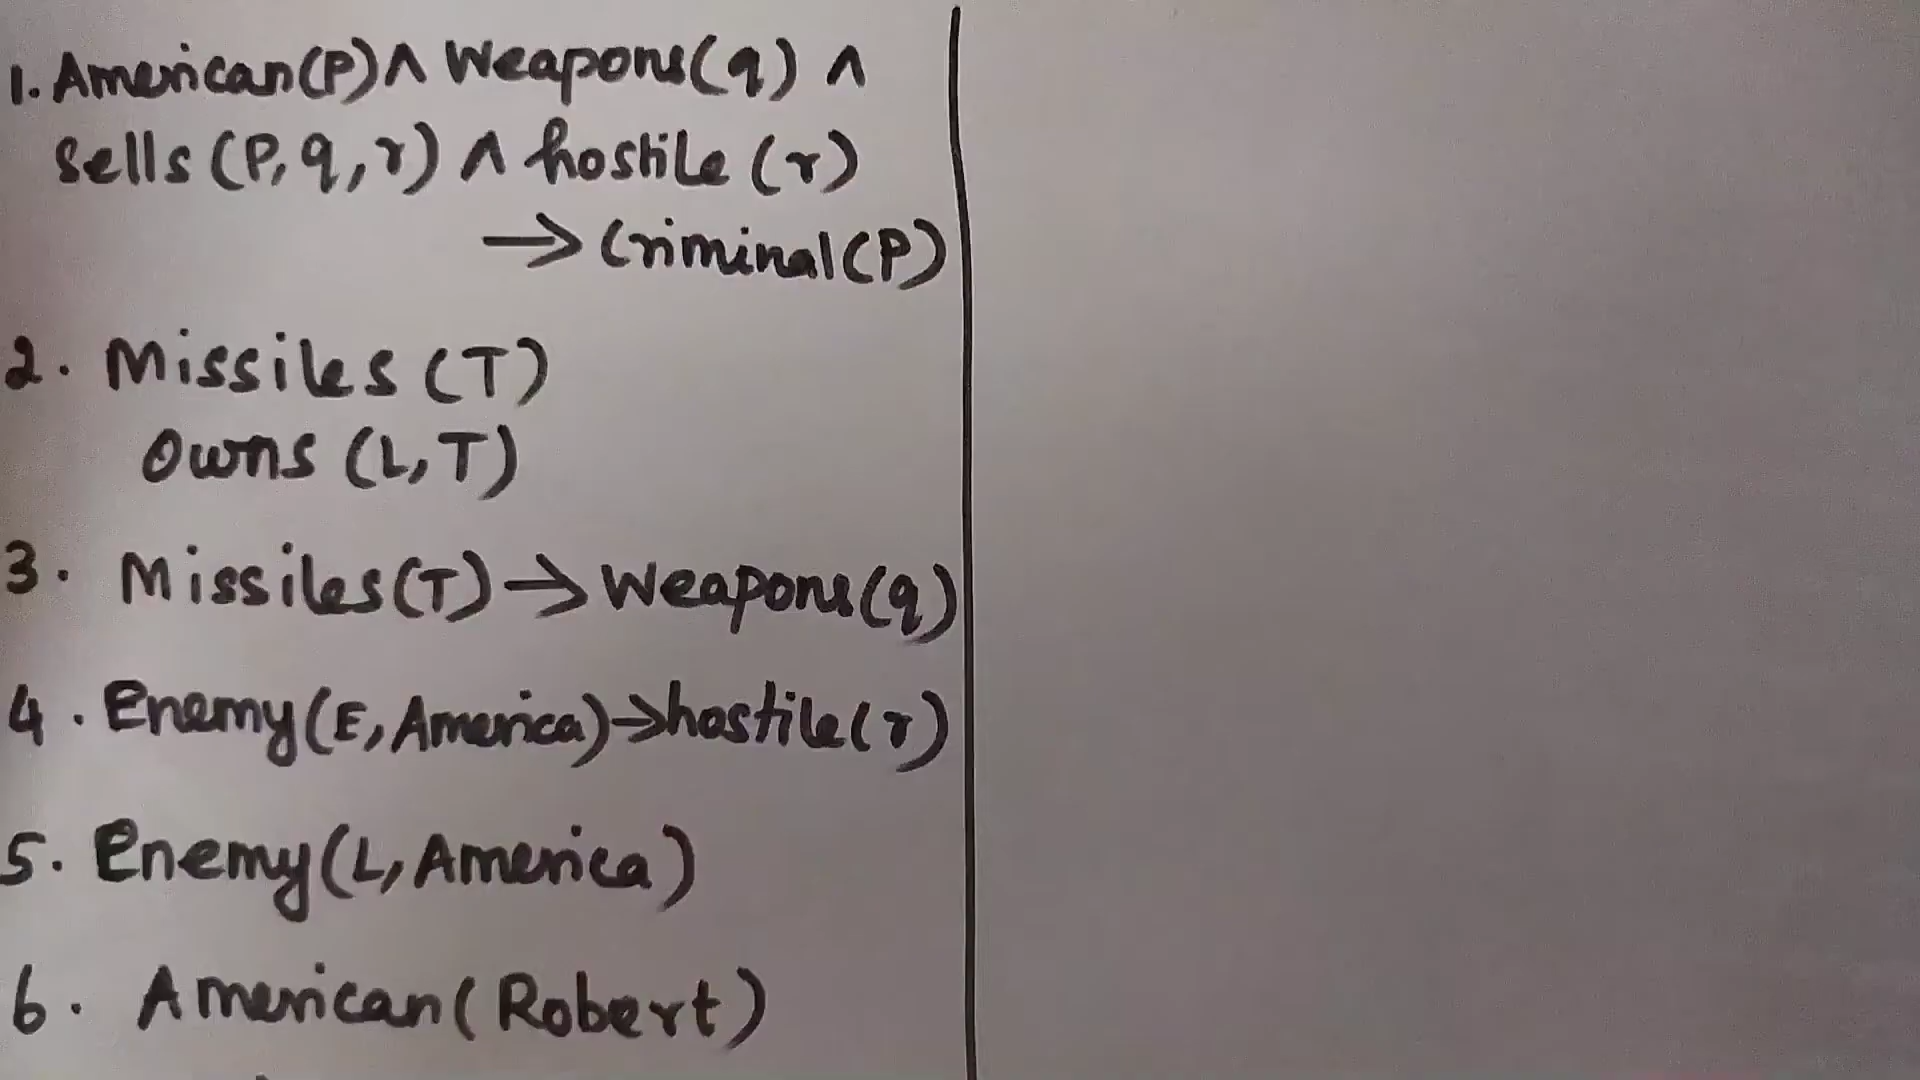 1. American(P) ∧ Weapons(q) ∧
Sells (P, q, r) ∧ hostile (r)
→ Criminal(P)
2. Missiles (T)
Owns (L, T)
3. Missiles(T) → Weapons(q)
4. Enemy(E, America) → hostile(r)
5. Enemy(L, America)
6. American(Robert)